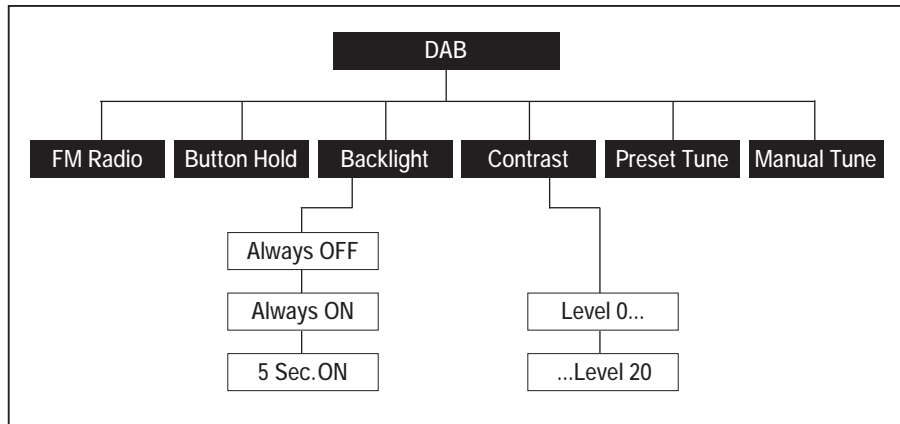 DAB
FM Radio
Button Hold
Backlight
Contrast
Preset Tune
Manual Tune
Always OFF
Always ON
Level 0...
5 Sec.ON
...Level 20